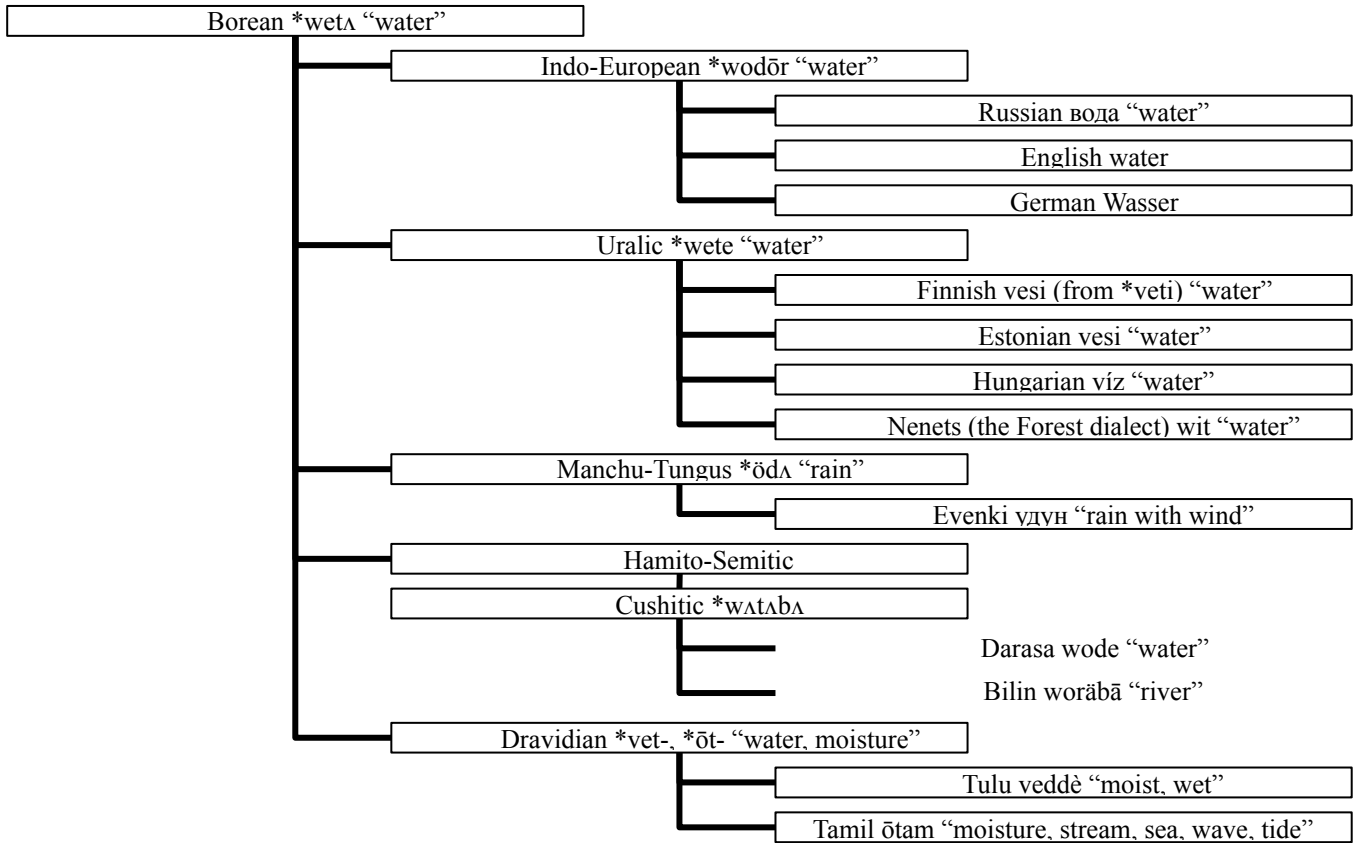 Borean *wetʌ “water”
Indo-European *wodōr “water”
Russian вода “water”
English water
German Wasser
Uralic *wete “water”
Finnish vesi (from *veti) “water”
Estonian vesi “water”
Hungarian víz “water”
Nenets (the Forest dialect) wit “water”
Manchu-Tungus *ödʌ “rain”
Evenki удун “rain with wind”
Hamito-Semitic
Cushitic *wʌtʌbʌ
Darasa wode “water”
Bilin woräbā “river”
Dravidian *vet-, *ōt- “water, moisture”
Tulu veddè “moist, wet”
Tamil ōtam “moisture, stream, sea, wave, tide”